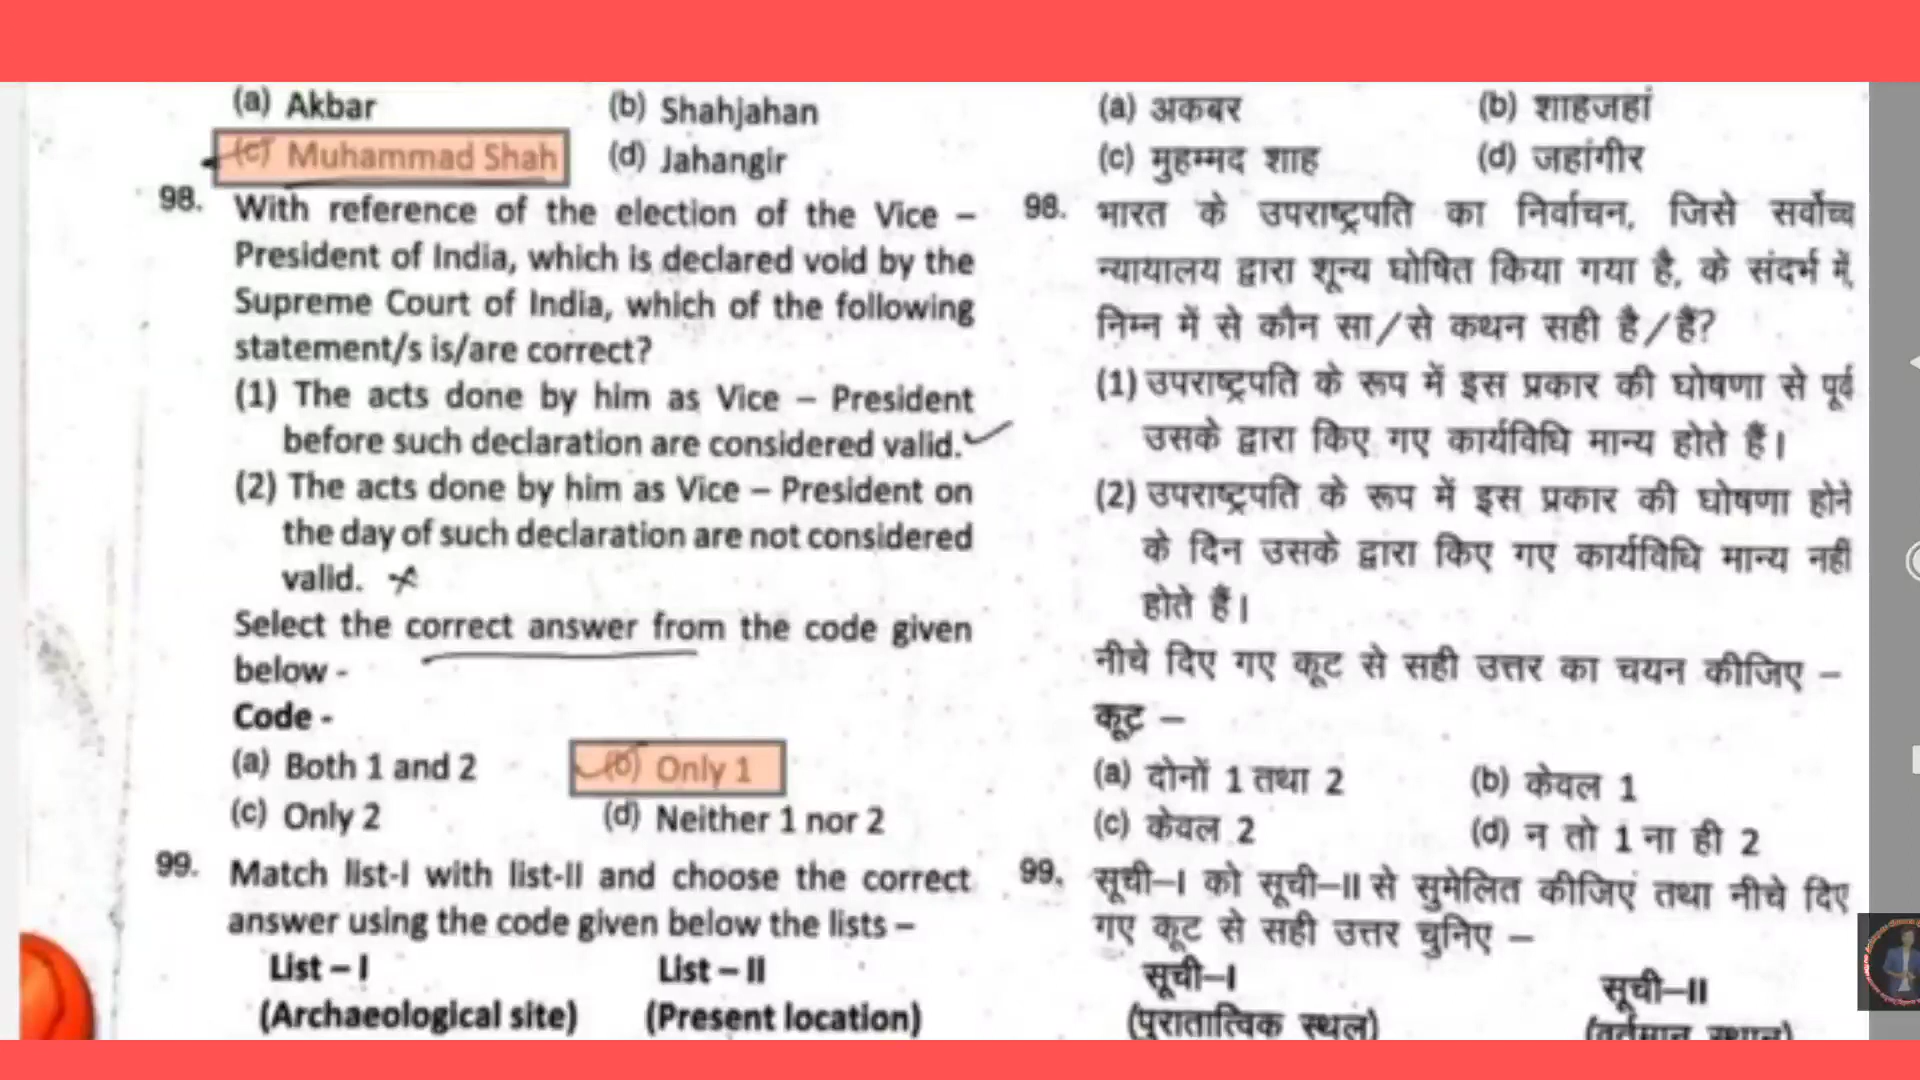 (a) Akbar (b) Shahjahan
(c) Muhammad Shah (d) Jahangir
98. With reference of the election of the Vice –
President of India, which is declared void by the
Supreme Court of India, which of the following
statement/s is/are correct?
(1) The acts done by him as Vice – President
before such declaration are considered valid.
(2) The acts done by him as Vice – President on
the day of such declaration are not considered
valid.
Select the correct answer from the code given
below -
Code -
(a) Both 1 and 2 (b) Only 1
(c) Only 2 (d) Neither 1 nor 2
99. Match list-I with list-II and choose the correct
answer using the code given below the lists –
List – I List – II
(Archaeological site) (Present location)
(a) अकबर (b) शाहजहां
(c) मुहम्मद शाह (d) जहांगीर
98. भारत के उपराष्ट्रपति का निर्वाचन, जिसे सर्वोच्च
न्यायालय द्वारा शून्य घोषित किया गया है, के संदर्भ में,
निम्न में से कौन सा/से कथन सही है/हैं?
(1) उपराष्ट्रपति के रूप में इस प्रकार की घोषणा से पूर्व
उसके द्वारा किए गए कार्यविधि मान्य होते हैं।
(2) उपराष्ट्रपति के रूप में इस प्रकार की घोषणा होने
के दिन उसके द्वारा किए गए कार्यविधि मान्य नहीं
होते हैं।
नीचे दिए गए कूट से सही उत्तर का चयन कीजिए –
कूट –
(a) दोनों 1 तथा 2 (b) केवल 1
(c) केवल 2 (d) न तो 1 ना ही 2
99. सूची–I को सूची–II से सुमेलित कीजिएं तथा नीचे दिए
गए कूट से सही उत्तर चुनिए –
सूची–I सूची–II
(पुरातात्विक स्थल) (वर्तमान स्थान)